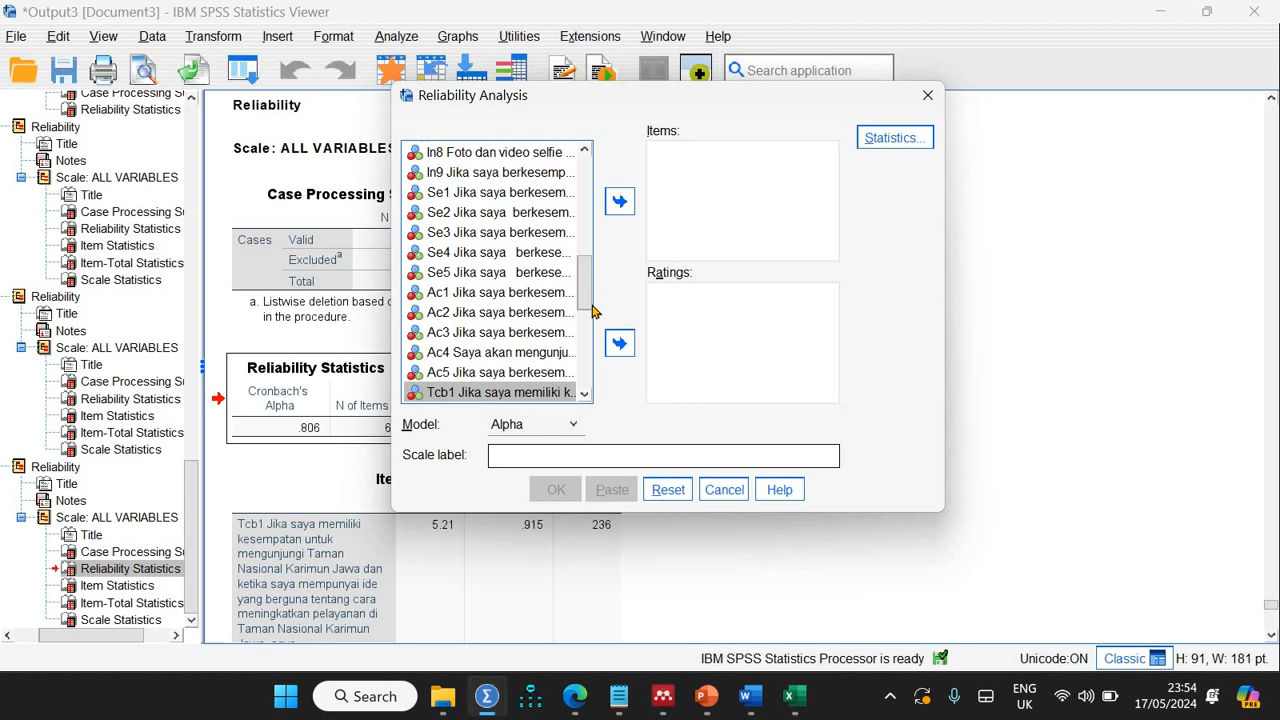 *Output3 [Document3] - IBM SPSS Statistics Viewer
File Edit View Data Transform Insert Format Analyze Graphs Utilities Extensions Window Help
Search application
Case Processing Su
Reliability Statistics
Reliability
Title
Notes
Scale: ALL VARIABLES
Title
Case Processing Su
Reliability Statistics
Item Statistics
Item-Total Statistics
Scale Statistics
Reliability
Title
Notes
Scale: ALL VARIABLES
Title
Case Processing Su
Reliability Statistics
Item Statistics
Item-Total Statistics
Scale Statistics
Reliability
Title
Notes
Scale: ALL VARIABLES
Title
Case Processing Su
Reliability Statistics
Item Statistics
Item-Total Statistics
Scale Statistics
Reliability
Scale: ALL VARIABLES
Case Processing
N
Cases Valid
Excludedª
Total
a. Listwise deletion based
in the procedure.
Reliability Statistics
Cronbach's
Alpha N of Items
.806 6
Tcb1 Jika saya memiliki 5.21 .915 236
kesempatan untuk
mengunjungi Taman
Nasional Karimun Jawa dan
ketika saya mempunyai ide
yang berguna tentang cara
meningkatkan pelayanan di
Taman Nasional Karimun
Reliability Analysis
In8 Foto dan video selfie ...
In9 Jika saya berkesemp...
Se1 Jika saya berkesem...
Se2 Jika saya berkesem...
Se3 Jika saya berkesem...
Se4 Jika saya berkese...
Se5 Jika saya berkese...
Ac1 Jika saya berkesem...
Ac2 Jika saya berkesem...
Ac3 Jika saya berkesem...
Ac4 Saya akan mengunju...
Ac5 Jika saya berkesem...
Tcb1 Jika saya memiliki k...
Items:
Ratings:
Statistics...
Model: Alpha
Scale label:
OK Paste Reset Cancel Help
IBM SPSS Statistics Processor is ready Unicode:ON Classic H: 91, W: 181 pt.
Search
ENG
UK
23:54
17/05/2024
PRE